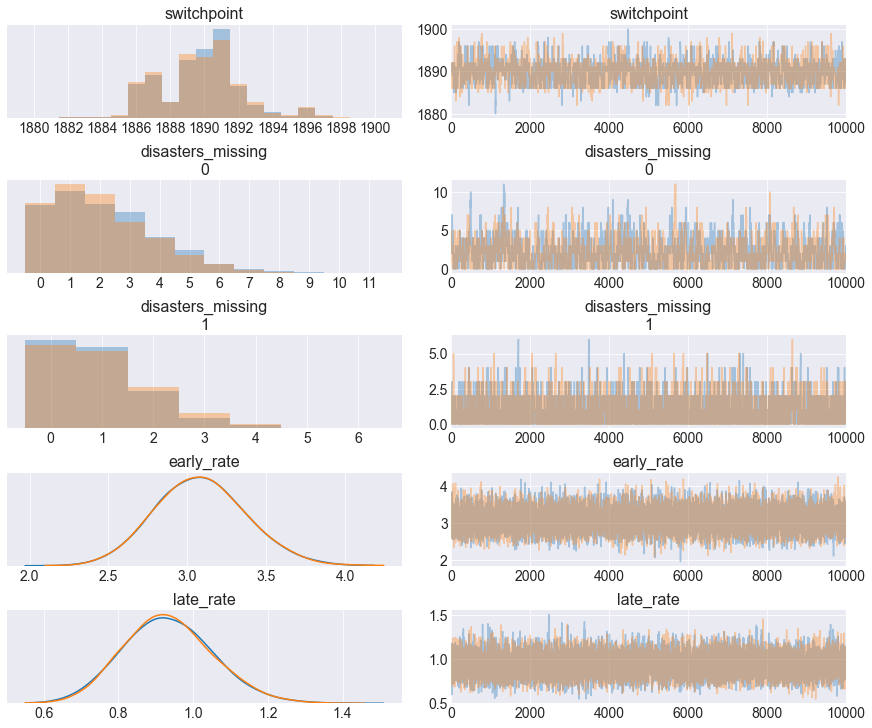 switchpoint
1880 1882 1884 1886 1888 1890 1892 1894 1896 1898 1900
switchpoint
1900
1890
1880
0 2000 4000 6000 8000 10000
disasters_missing
0
0 1 2 3 4 5 6 7 8 9 10 11
disasters_missing
0
10
5
0
0 2000 4000 6000 8000 10000
disasters_missing
1
0 1 2 3 4 5 6
disasters_missing
1
5.0
2.5
0.0
0 2000 4000 6000 8000 10000
early_rate
2.0 2.5 3.0 3.5 4.0
early_rate
4
3
2
0 2000 4000 6000 8000 10000
late_rate
0.6 0.8 1.0 1.2 1.4
late_rate
1.5
1.0
0.5
0 2000 4000 6000 8000 10000